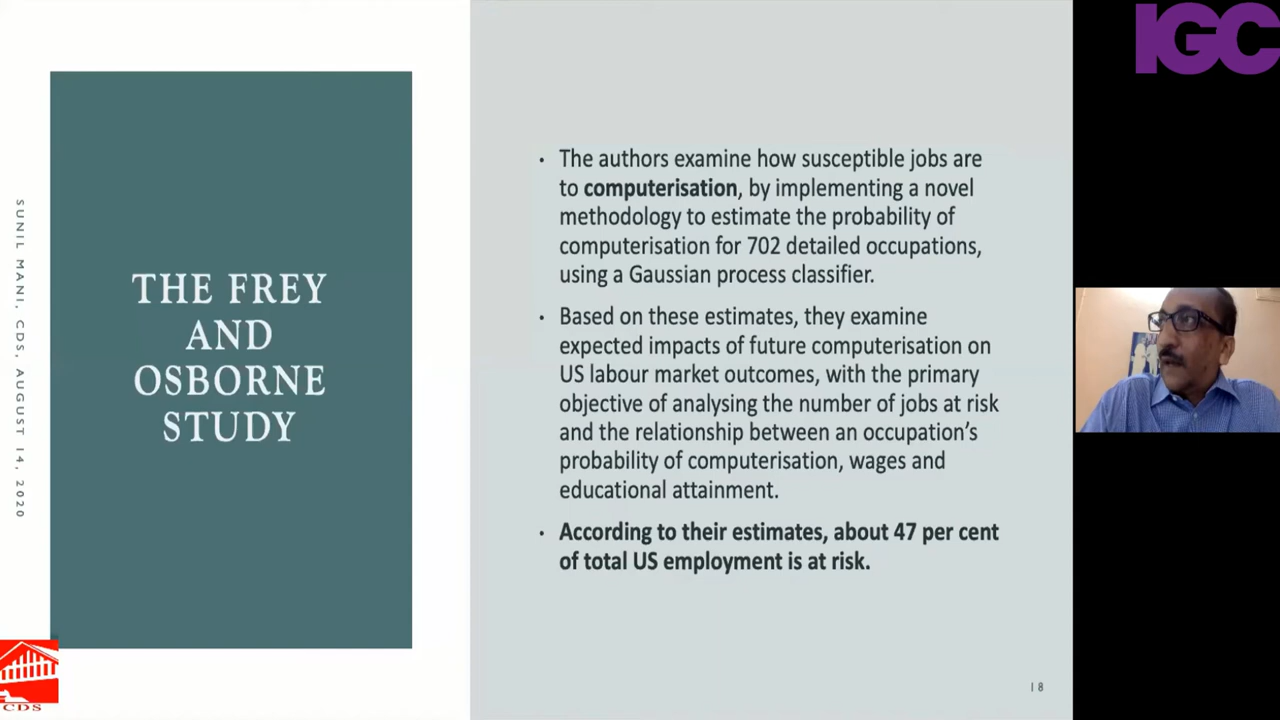 IGC
SUNIL MANI, CDS, AUGUST 14, 2020
THE FREY
AND
OSBORNE
STUDY
• The authors examine how susceptible jobs are
to computerisation, by implementing a novel
methodology to estimate the probability of
computerisation for 702 detailed occupations,
using a Gaussian process classifier.
• Based on these estimates, they examine
expected impacts of future computerisation on
US labour market outcomes, with the primary
objective of analysing the number of jobs at risk
and the relationship between an occupation's
probability of computerisation, wages and
educational attainment.
• According to their estimates, about 47 per cent
of total US employment is at risk.
18
CDS